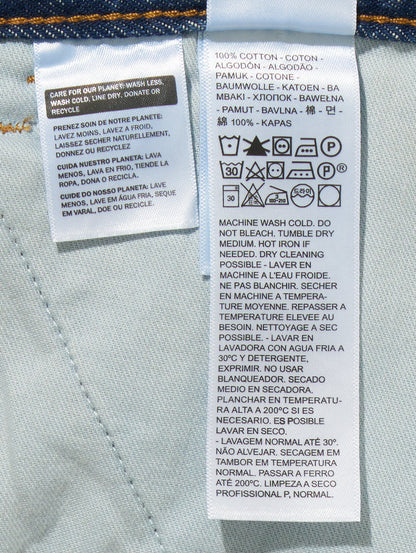 CARE FOR OUR PLANET: WASH LESS,
WASH COLD, LINE DRY, DONATE OR
RECYCLE
PRENEZ SOIN DE NOTRE PLANET:
LAVEZ MOINS, LAVEZ A FROID,
LAISSEZ SECHER NATURELLEMENT,
DONNEZ OU RECYCLEZ
CUIDA NUESTRO PLANETA: LAVA
MENOS, LAVA EN FRÍO, TIENDE LA
ROPA, DONA O RECICLA.
CUIDE DO NOSSO PLANETA: LAVE
MENOS, LAVE EM ÁGUA FRIA, SEQUE
EM VARAL, DOE OU RECICLE.
100% COTTON - COTON -
ALGODÓN - ALGODÃO -
PAMUK - COTONE -
BAUMWOLLE - KATOEN - BA
MBAKI - ХЛОПОК - BAWEŁNA
- PAMUT - BAVLNA - 棉 - 면 -
綿 100% - KAPAS
P
30 P ®
30 160-210 드라이
MACHINE WASH COLD. DO
NOT BLEACH. TUMBLE DRY
MEDIUM. HOT IRON IF
NEEDED. DRY CLEANING
POSSIBLE - LAVER EN
MACHINE A L'EAU FROIDE.
NE PAS BLANCHIR. SECHER
EN MACHINE A TEMPERA-
TURE MOYENNE. REPASSER A
TEMPERATURE ELEVEE AU
BESOIN. NETTOYAGE A SEC
POSSIBLE. - LAVAR EN
LAVADORA CON AGUA FRIA A
30ºC Y DETERGENTE,
EXPRIMIR. NO USAR
BLANQUEADOR. SECADO
MEDIO EN SECADORA.
PLANCHAR EN TEMPERATU-
RA ALTA A 200ºC SI ES
NECESARIO. ES POSIBLE
LAVAR EN SECO.
- LAVAGEM NORMAL ATÉ 30º.
NÃO ALVEJAR. SECAGEM EM
TAMBOR EM TEMPERATURA
NORMAL. PASSAR A FERRO
ATÉ 200ºC. LIMPEZA A SECO
PROFISSIONAL P, NORMAL.